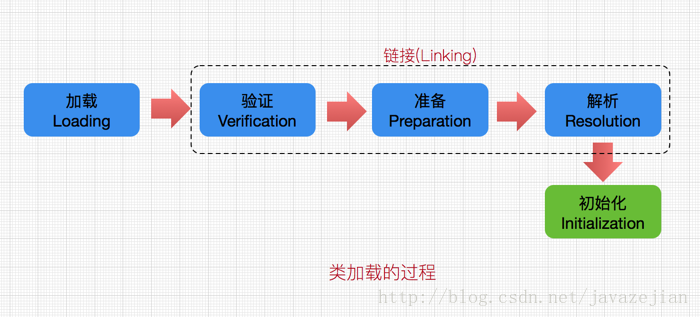 链接(Linking)
加载
Loading
验证
Verification
准备
Preparation
解析
Resolution
初始化
Initialization
类加载的过程
http://blog.csdn.net/javazejian